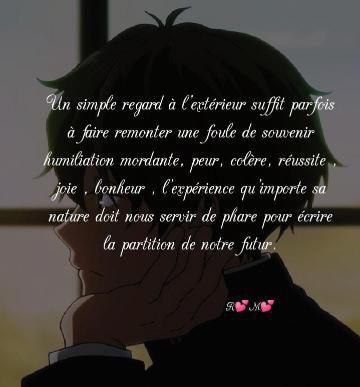 Un simple regard à l'extérieur suffit parfois
à faire remonter une foule de souvenir
humiliation mordante, peur, colère, réussite ,
joie , bonheur , l'expérience qu'importe sa
nature doit nous servir de phare pour écrire
la partition de notre futur.
R💕M💕